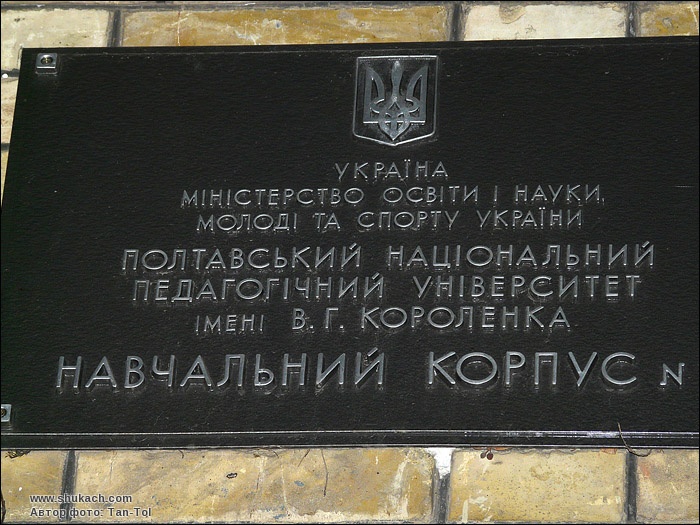 УКРАЇНА
МІНІСТЕРСТВО ОСВІТИ І НАУКИ,
МОЛОДІ ТА СПОРТУ УКРАЇНИ
ПОЛТАВСЬКИЙ НАЦІОНАЛЬНИЙ
ПЕДАГОГІЧНИЙ УНІВЕРСИТЕТ
ІМЕНІ В. Г. КОРОЛЕНКА
НАВЧАЛЬНИЙ КОРПУС N
www.shukach.com
Автор фото: Tan-Tol